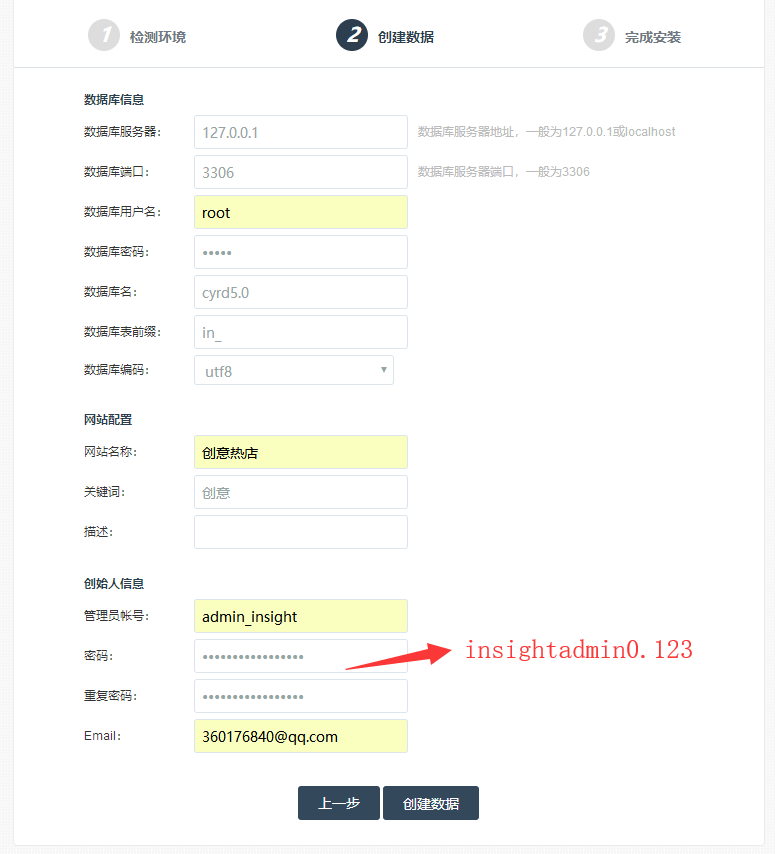 1 检测环境 2 创建数据 3 完成安装
数据库信息
数据库服务器: 127.0.0.1 数据库服务器地址，一般为127.0.0.1或localhost
数据库端口: 3306 数据库服务器端口，一般为3306
数据库用户名: root
数据库密码: •••••
数据库名: cyrd5.0
数据库表前缀: in_
数据库编码: utf8
网站配置
网站名称: 创意热店
关键词: 创意
描述:
创始人信息
管理员帐号: admin_insight
密码: ••••••••••••••••• insightadmin0.123
重复密码: •••••••••••••••••
Email: 360176840@qq.com
上一步 创建数据